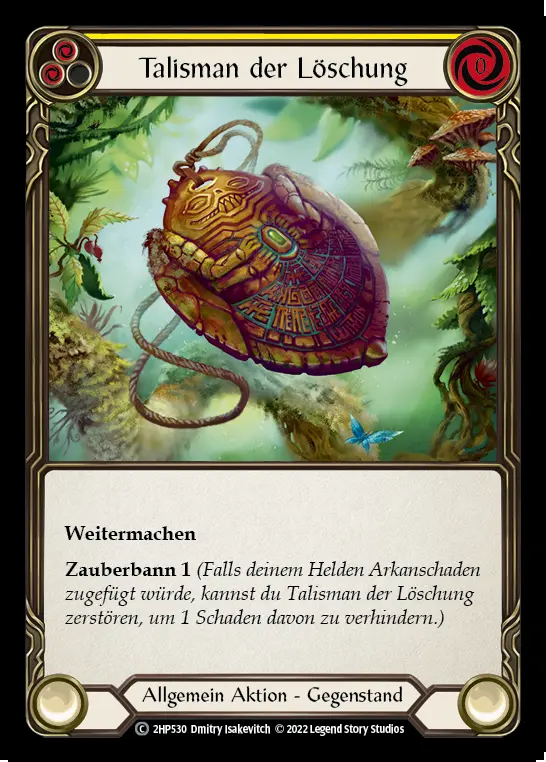 Talisman der Löschung
0
Weitermachen
Zauberbann 1 (Falls deinem Helden Arkanschaden
zugefügt würde, kannst du Talisman der Löschung
zerstören, um 1 Schaden davon zu verhindern.)
Allgemein Aktion - Gegenstand
C 2HP530 Dmitry Isakevitch © 2022 Legend Story Studios